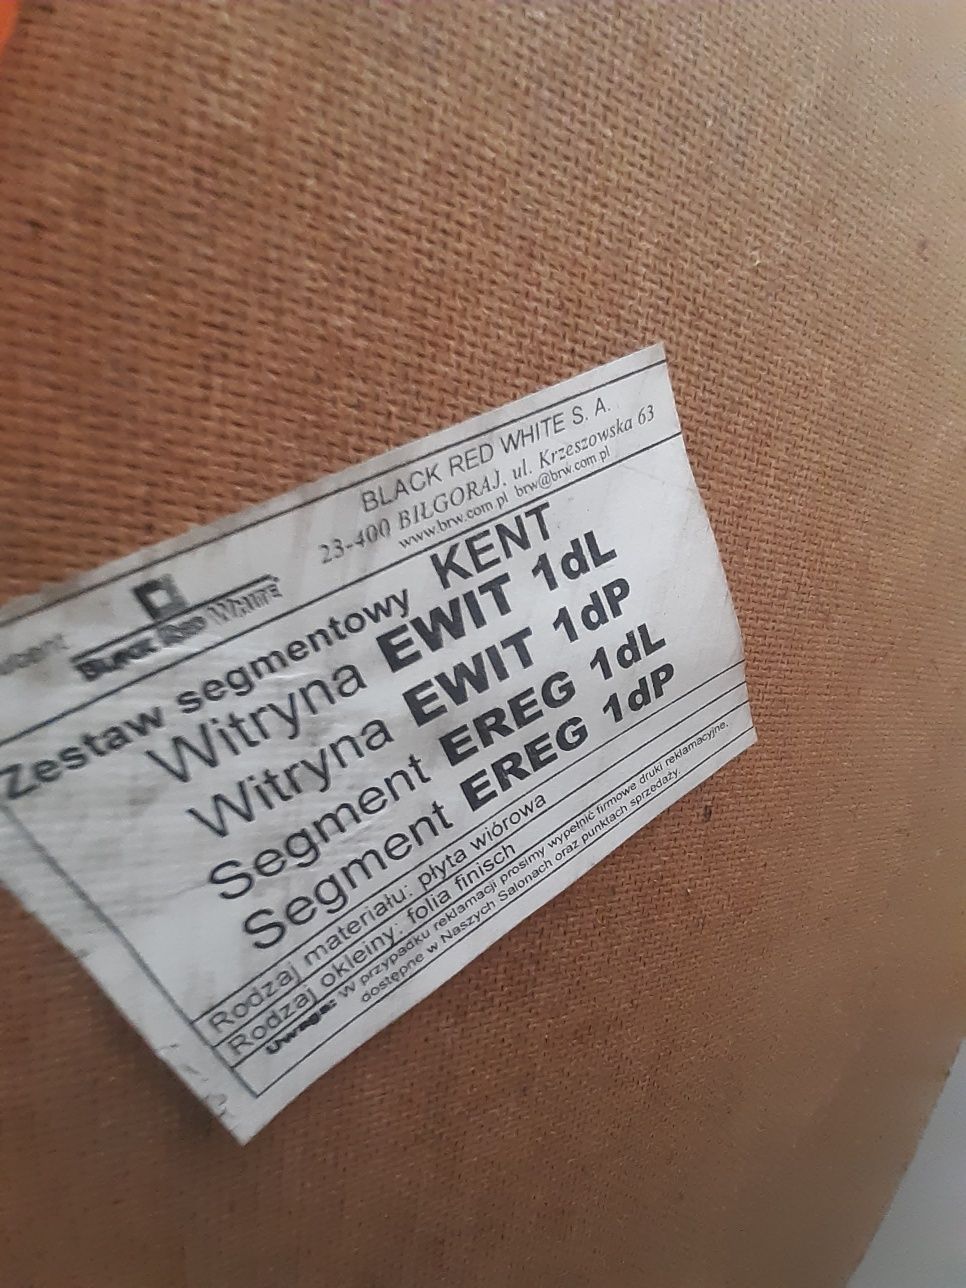 BLACK RED WHITE S. A.
23-400 BIŁGORAJ, ul. Krzeszowska 63
www.brw.com.pl brw@brw.com.pl
BLACK RED WHITE
Zestaw segmentowy KENT
Witryna EWIT 1dL
Witryna EWIT 1dP
Segment EREG 1dL
Segment EREG 1dP
Rodzaj materiału: płyta wiórowa
Rodzaj okleiny: folia finisch
Uwaga: W przypadku reklamacji prosimy wypełnić firmowe druki reklamacyjne,
dostępne w Naszych Salonach oraz punktach sprzedaży.